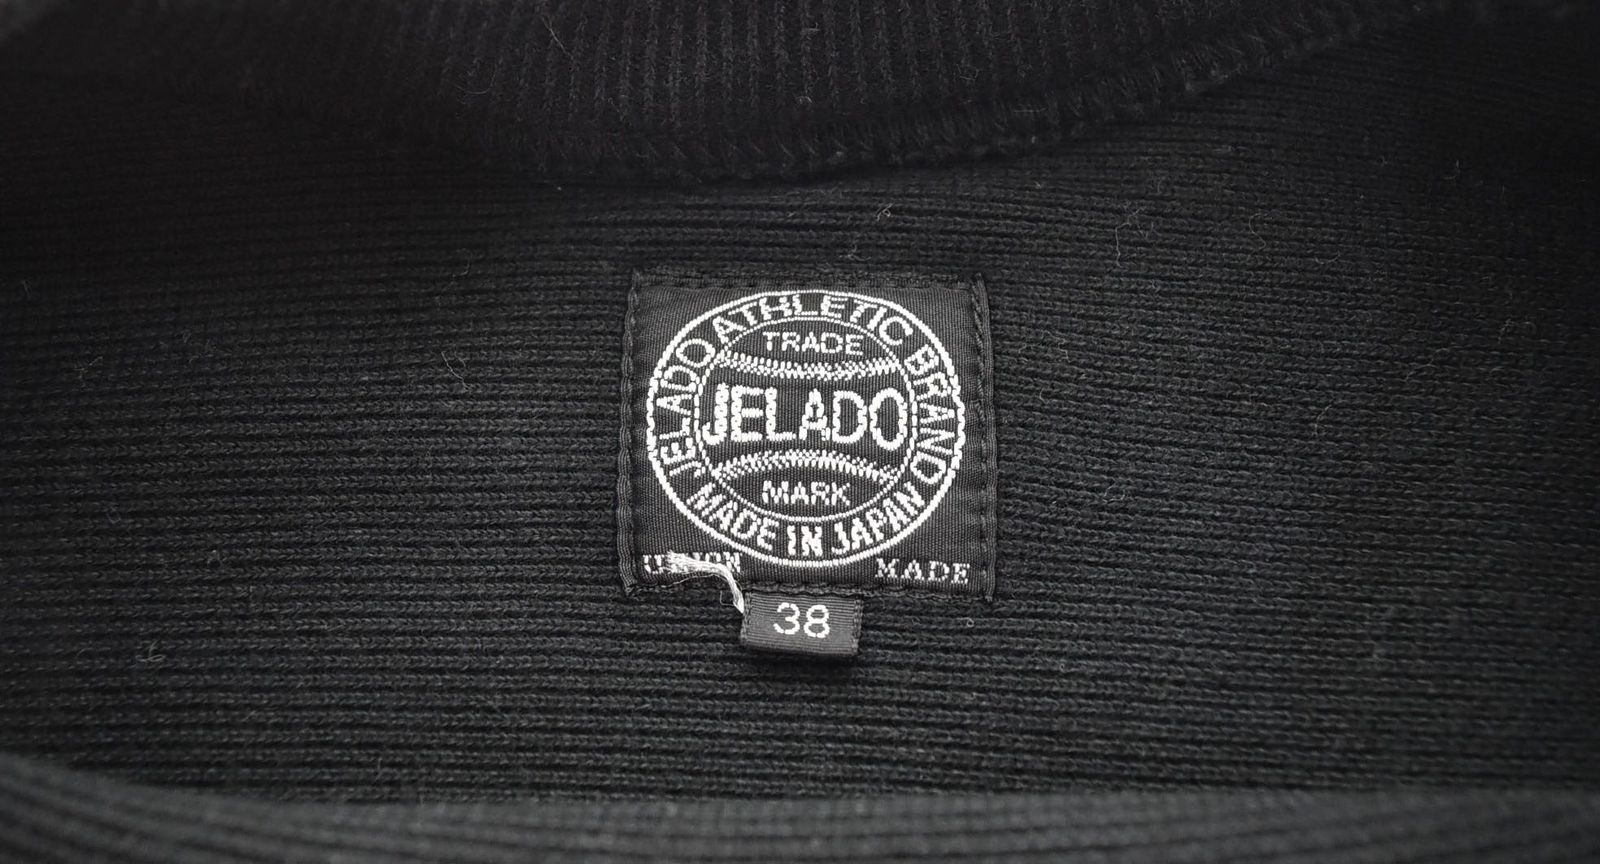 JELADO ATHLETIC BRAND
TRADE
JELADO
MARK
MADE IN JAPAN
MADE
38